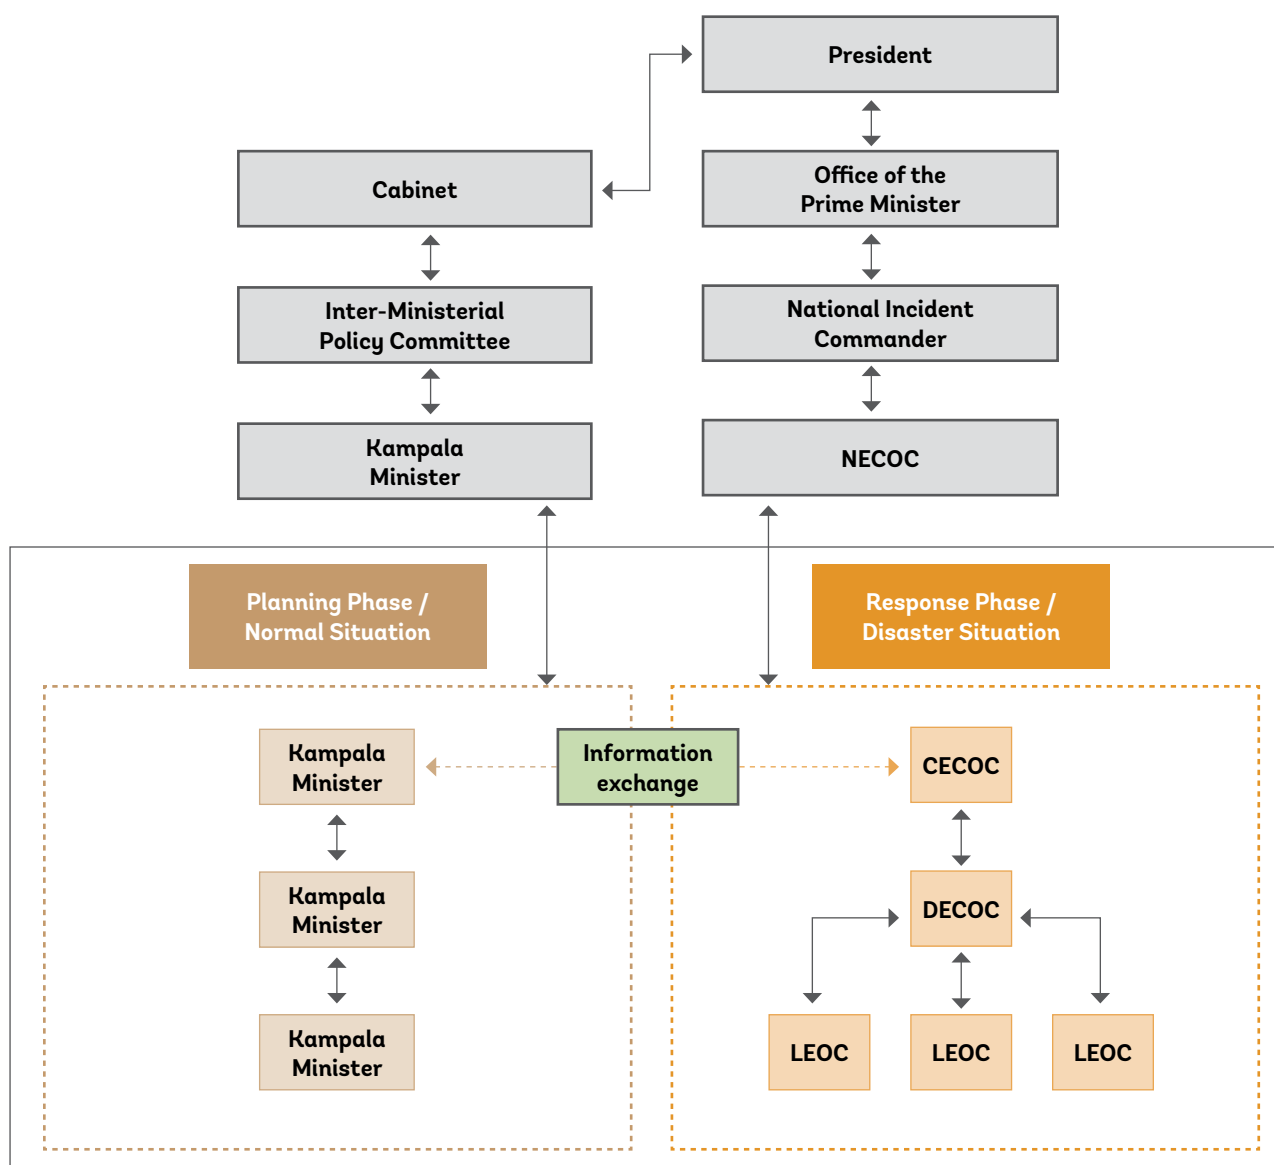 President
Cabinet
Office of the
Prime Minister
Inter-Ministerial
Policy Committee
National Incident
Commander
Kampala
Minister
NECOC
Planning Phase /
Normal Situation
Response Phase /
Disaster Situation
Kampala
Minister
Information
exchange
CECOC
Kampala
Minister
DECOC
Kampala
Minister
LEOC
LEOC
LEOC